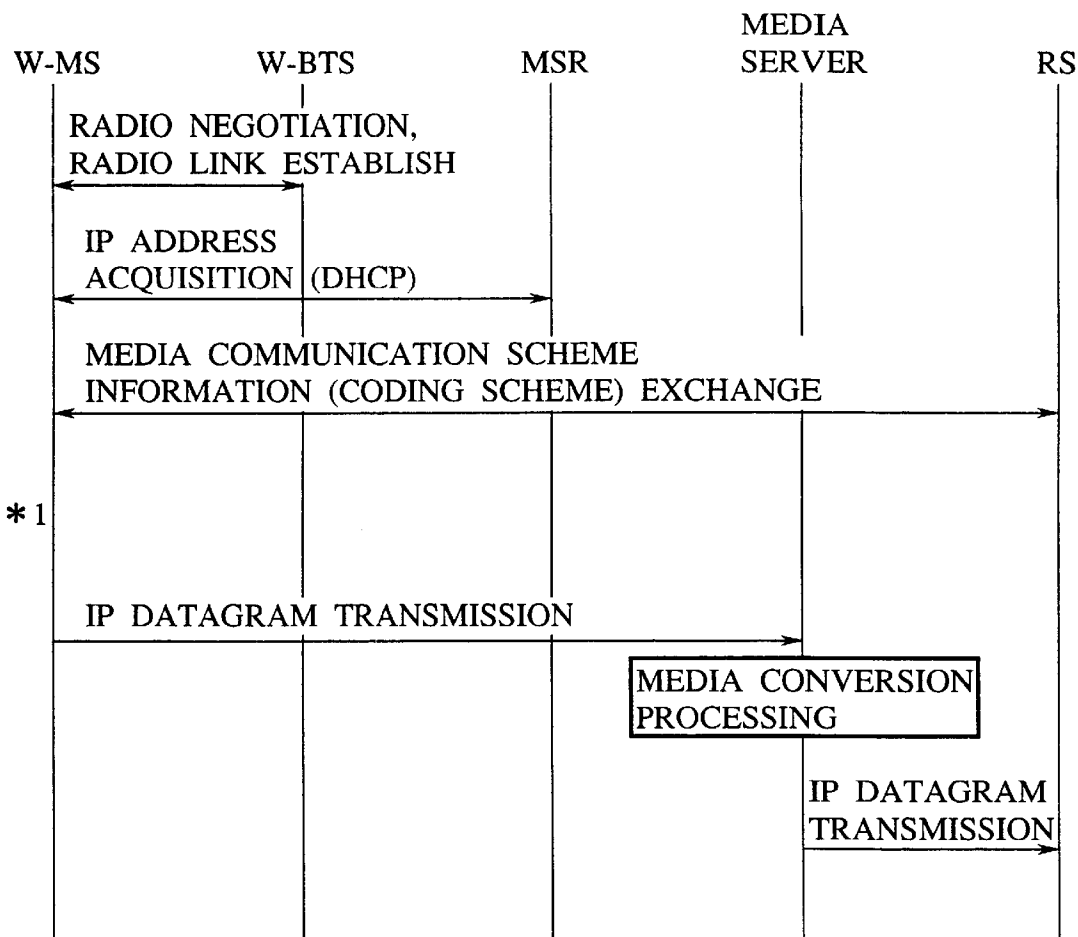 W-MS W-BTS MSR MEDIA SERVER RS
RADIO NEGOTIATION,
RADIO LINK ESTABLISH
IP ADDRESS
ACQUISITION (DHCP)
MEDIA COMMUNICATION SCHEME
INFORMATION (CODING SCHEME) EXCHANGE
*1
IP DATAGRAM TRANSMISSION
MEDIA CONVERSION
PROCESSING
IP DATAGRAM
TRANSMISSION